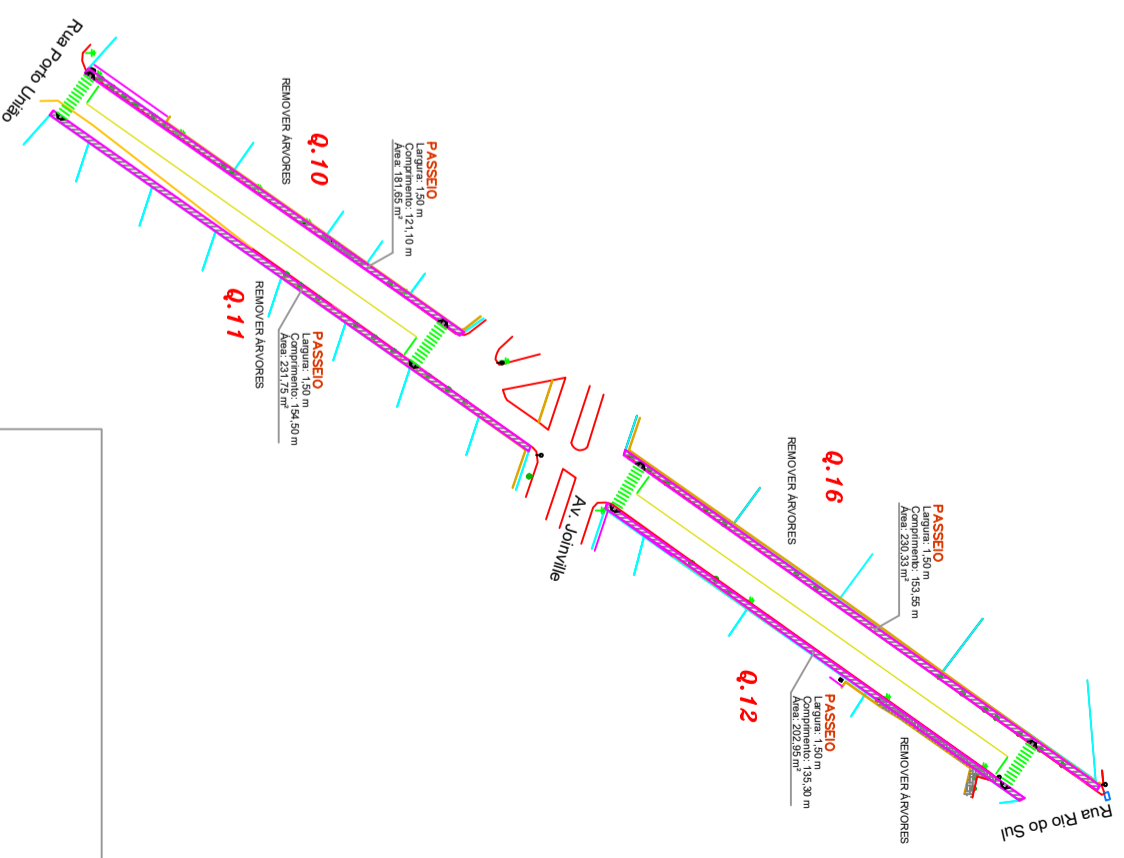 Rua Porto União
REMOVER ÁRVORES
Q.10
PASSEIO
Largura: 1,50 m
Comprimento: 121,10 m
Área: 181,65 m²
Q.11
REMOVER ÁRVORES
PASSEIO
Largura: 1,50 m
Comprimento: 154,50 m
Área: 231,75 m²
Av. Joinville
REMOVER ÁRVORES
Q.16
PASSEIO
Largura: 1,50 m
Comprimento: 153,55 m
Área: 230,33 m²
Q.12
PASSEIO
Largura: 1,50 m
Comprimento: 135,30 m
Área: 202,95 m²
REMOVER ÁRVORES
Rua Rio do Sul